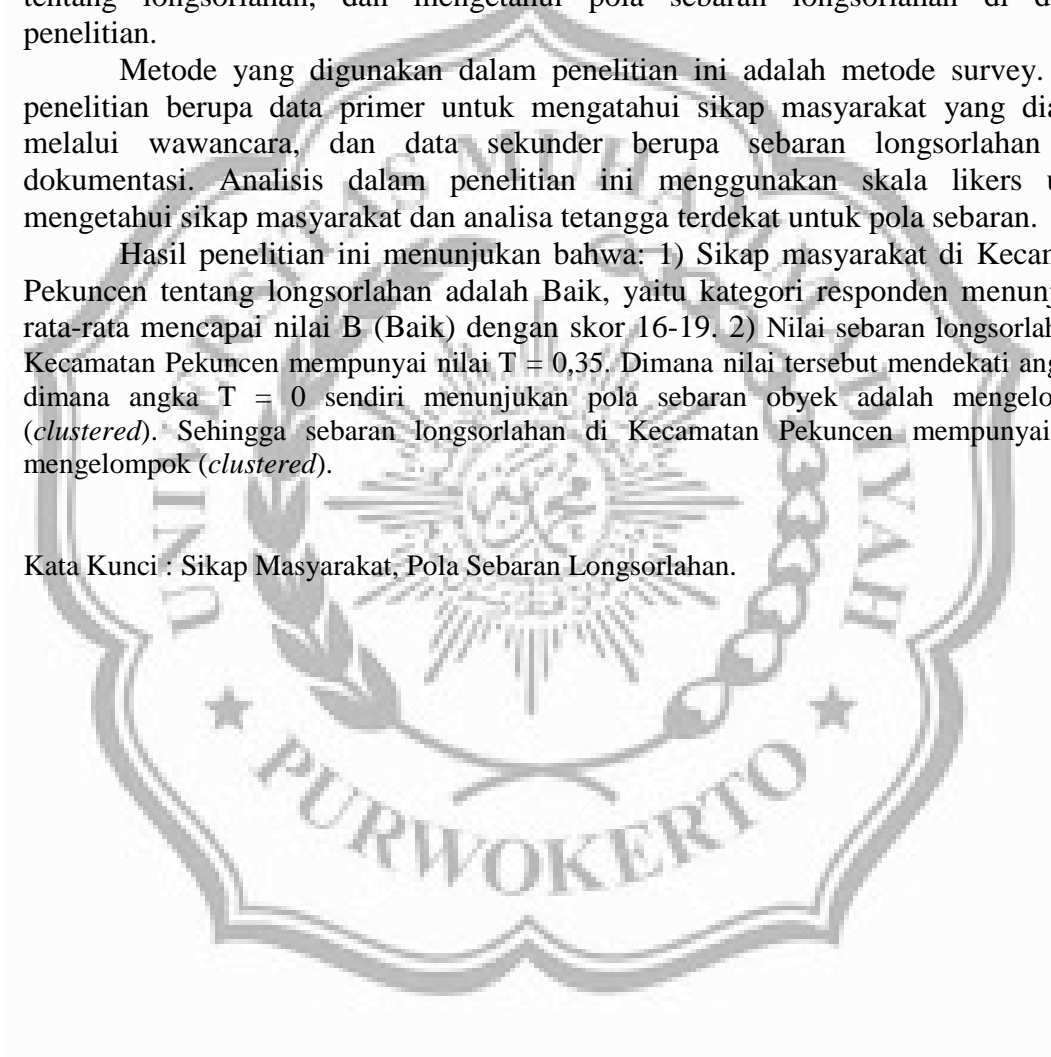 tentang longsorlahan, dan mengetahui pola sebaran longsorlahan di
penelitian.
Metode yang digunakan dalam penelitian ini adalah metode survey.
penelitian berupa data primer untuk mengatahui sikap masyarakat yang
melalui wawancara, dan data sekunder berupa sebaran longsorlahan
dokumentasi. Analisis dalam penelitian ini menggunakan skala likers
mengetahui sikap masyarakat dan analisa tetangga terdekat untuk pola sebaran.
Hasil penelitian ini menunjukan bahwa: 1) Sikap masyarakat di
Pekuncen tentang longsorlahan adalah Baik, yaitu kategori responden
rata-rata mencapai nilai B (Baik) dengan skor 16-19. 2) Nilai sebaran
Kecamatan Pekuncen mempunyai nilai T = 0,35. Dimana nilai tersebut mendekati
dimana angka T = 0 sendiri menunjukan pola sebaran obyek adalah
(clustered). Sehingga sebaran longsorlahan di Kecamatan Pekuncen mempunyai
mengelompok (clustered).
Kata Kunci : Sikap Masyarakat, Pola Sebaran Longsorlahan.
UNIVERSITAS MUHAMMADIYAH
PURWOKERTO